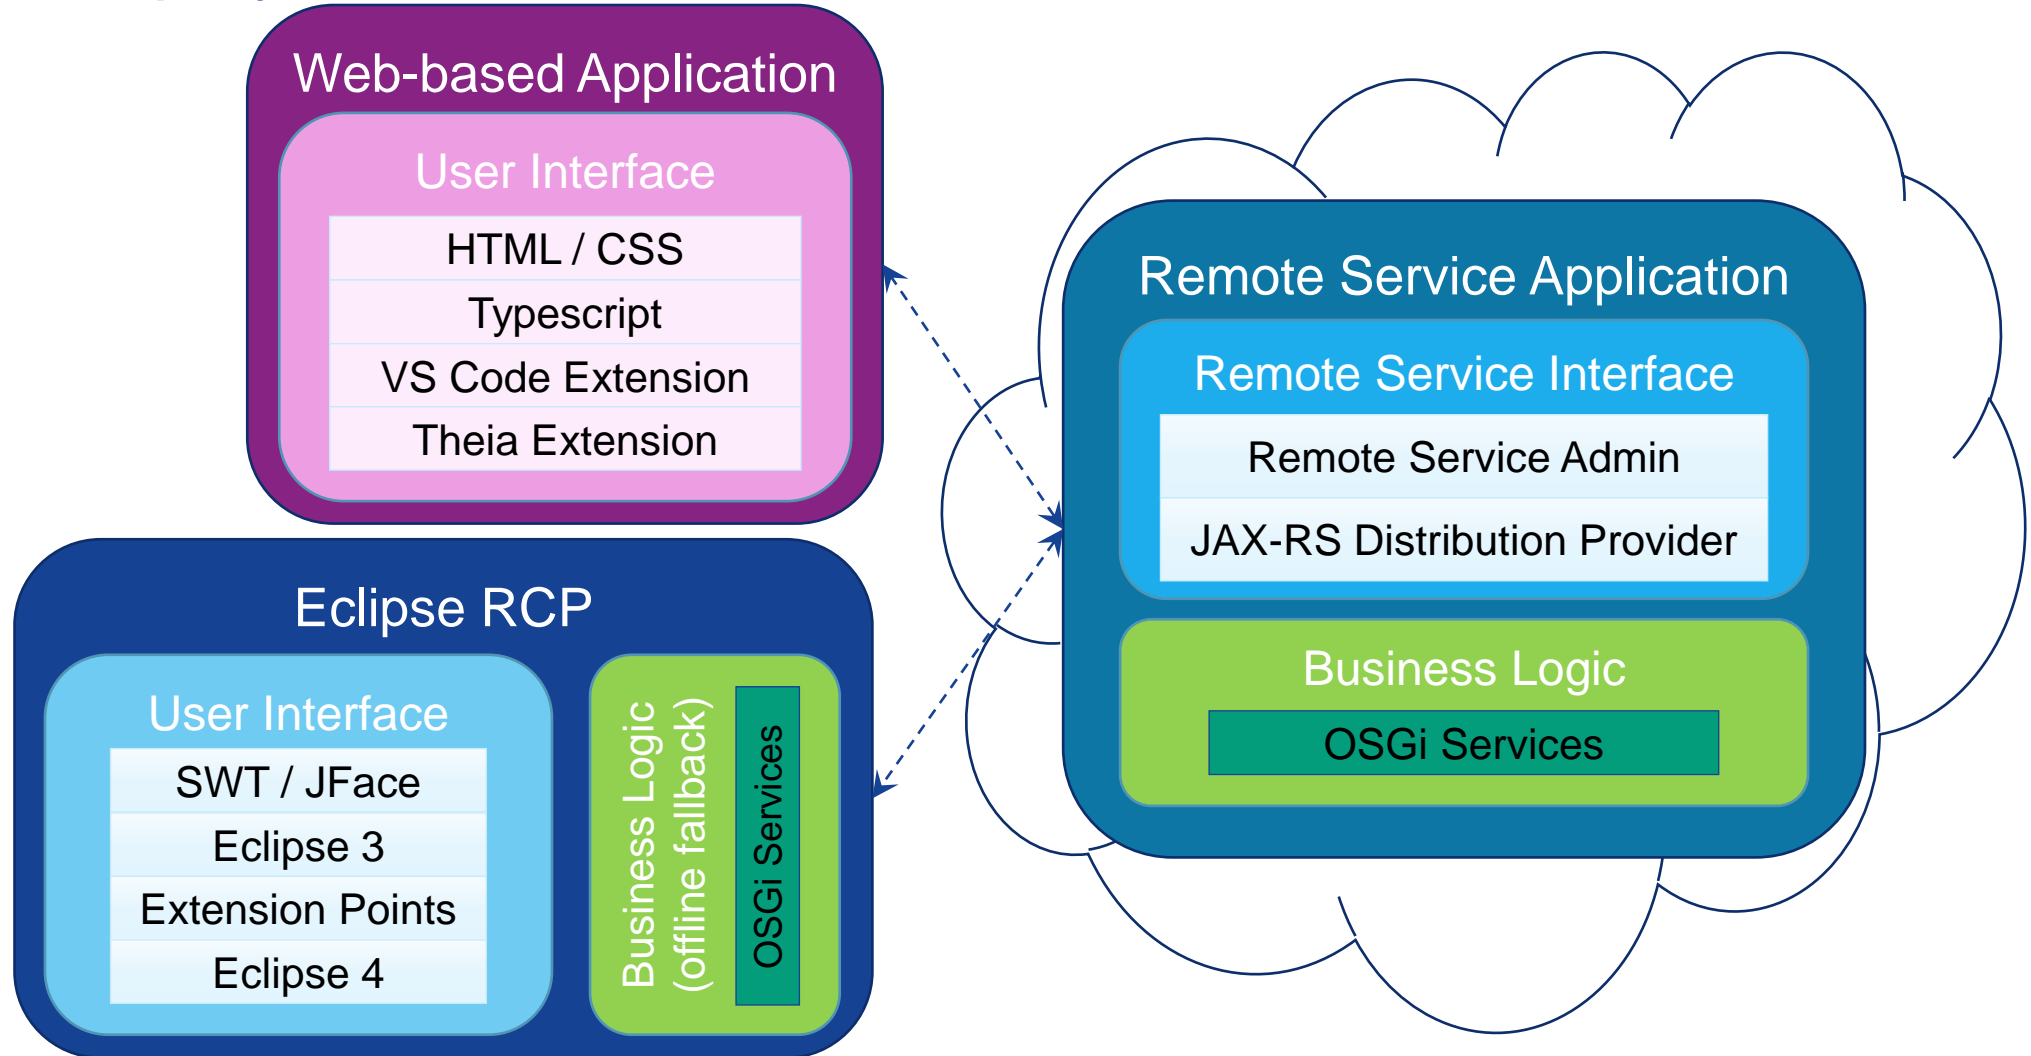 Web-based Application
User Interface
HTML / CSS
Typescript
VS Code Extension
Theia Extension
Eclipse RCP
User Interface
SWT / JFace
Eclipse 3
Extension Points
Eclipse 4
Business Logic
(offline fallback)
OSGi Services
Remote Service Application
Remote Service Interface
Remote Service Admin
JAX-RS Distribution Provider
Business Logic
OSGi Services